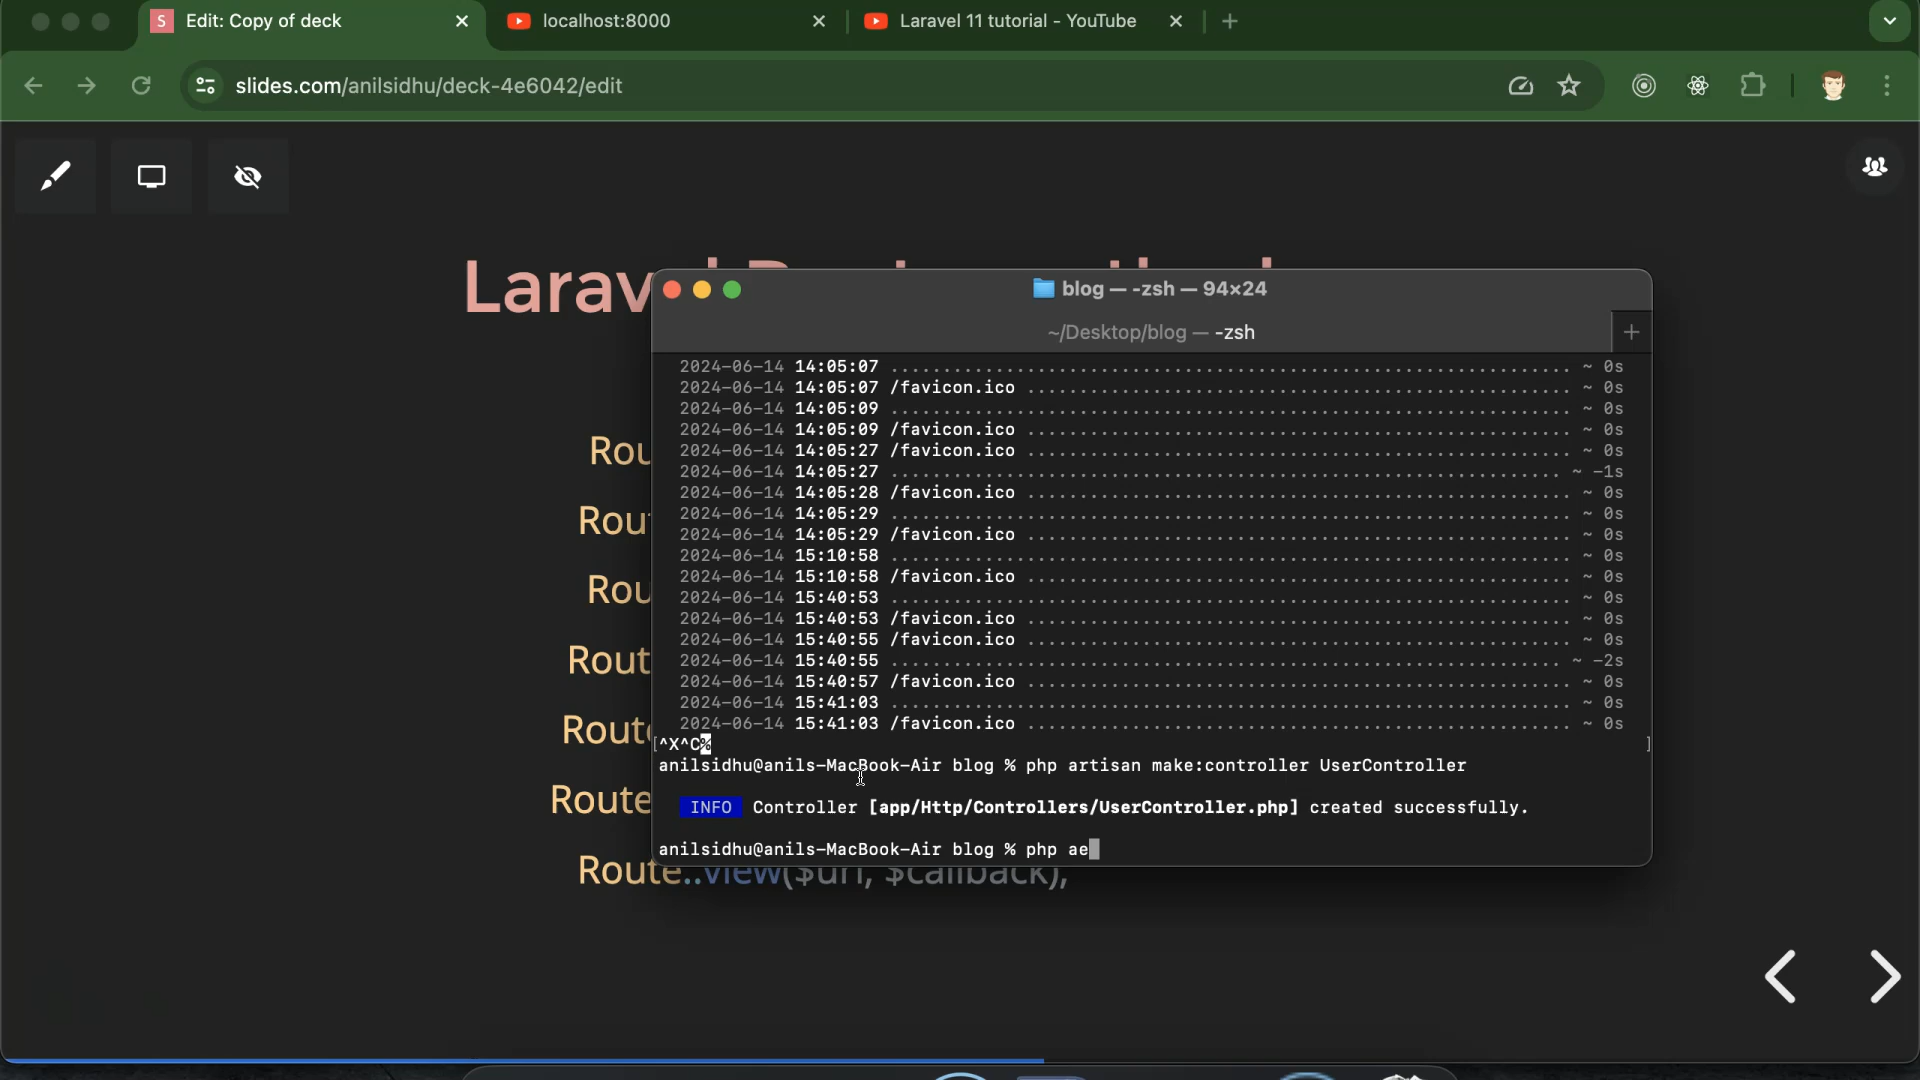 S Edit: Copy of deck
localhost:8000
Laravel 11 tutorial - YouTube
slides.com/anilsidhu/deck-4e6042/edit
blog — -zsh — 94×24
~/Desktop/blog — -zsh
2024-06-14 14:05:07 ................................................................. ~ 0s
2024-06-14 14:05:07 /favicon.ico .................................................... ~ 0s
2024-06-14 14:05:09 ................................................................. ~ 0s
2024-06-14 14:05:09 /favicon.ico .................................................... ~ 0s
2024-06-14 14:05:27 /favicon.ico .................................................... ~ 0s
2024-06-14 14:05:27 ................................................................ ~ -1s
2024-06-14 14:05:28 /favicon.ico .................................................... ~ 0s
2024-06-14 14:05:29 ................................................................. ~ 0s
2024-06-14 14:05:29 /favicon.ico .................................................... ~ 0s
2024-06-14 15:10:58 ................................................................. ~ 0s
2024-06-14 15:10:58 /favicon.ico .................................................... ~ 0s
2024-06-14 15:40:53 ................................................................. ~ 0s
2024-06-14 15:40:53 /favicon.ico .................................................... ~ 0s
2024-06-14 15:40:55 /favicon.ico .................................................... ~ 0s
2024-06-14 15:40:55 ................................................................ ~ -2s
2024-06-14 15:40:57 /favicon.ico .................................................... ~ 0s
2024-06-14 15:41:03 ................................................................. ~ 0s
2024-06-14 15:41:03 /favicon.ico .................................................... ~ 0s
[^X^C% ]
anilsidhu@anils-MacBook-Air blog % php artisan make:controller UserController
INFO Controller [app/Http/Controllers/UserController.php] created successfully.
anilsidhu@anils-MacBook-Air blog % php ae
Larav
Rou
Rout
Rou
Rout
Route
Route
Route::view($uri, $callback);